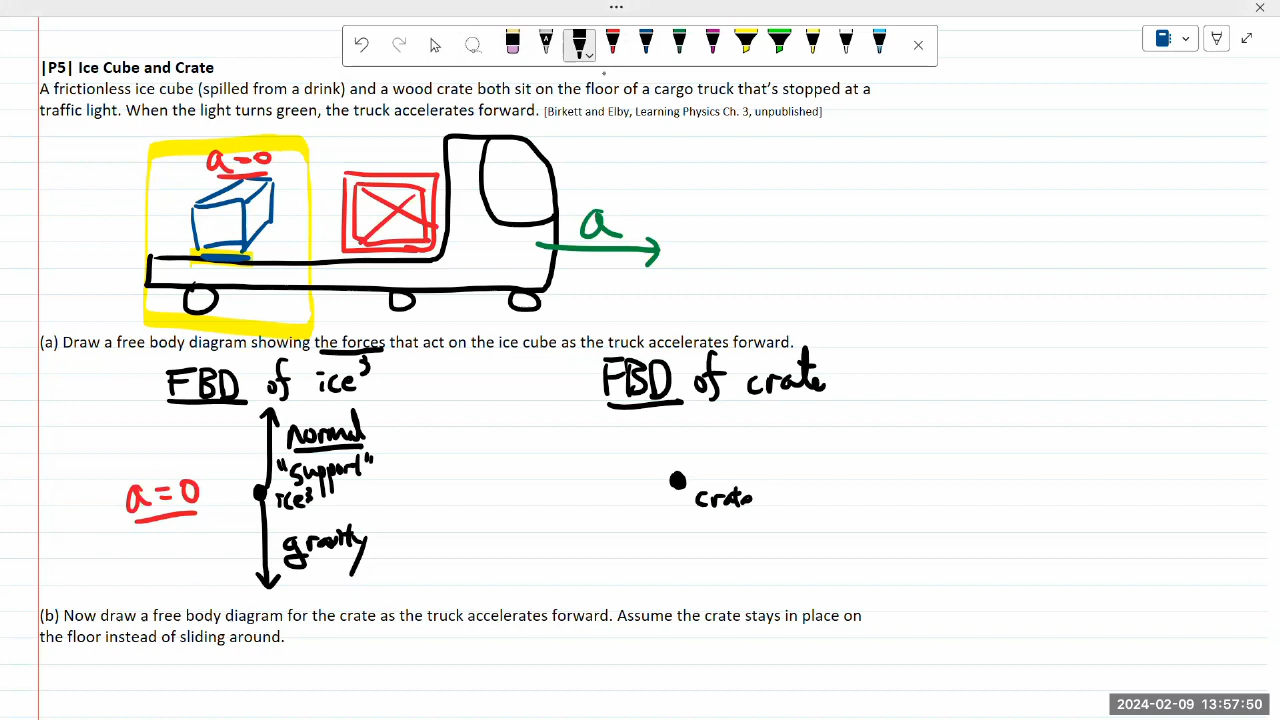 |P5| Ice Cube and Crate
A frictionless ice cube (spilled from a drink) and a wood crate both sit on the floor of a cargo truck that's stopped at a
traffic light. When the light turns green, the truck accelerates forward. [Birkett and Elby, Learning Physics Ch. 3, unpublished]
a=0
a
(a) Draw a free body diagram showing the forces that act on the ice cube as the truck accelerates forward.
FBD of ice³
FBD of crate
normal
"support"
a=0
ice³
crate
gravity
(b) Now draw a free body diagram for the crate as the truck accelerates forward. Assume the crate stays in place on
the floor instead of sliding around.
2024-02-09 13:57:50